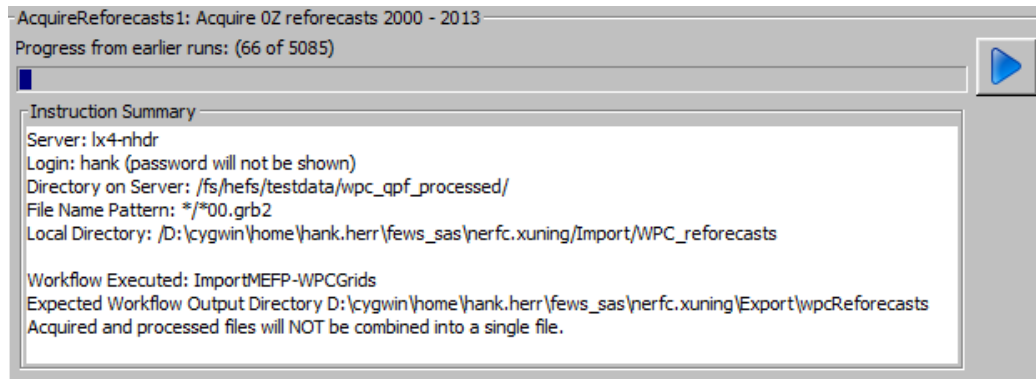 AcquireReforecasts1: Acquire 0Z reforecasts 2000 - 2013
Progress from earlier runs: (66 of 5085)
Instruction Summary
Server: lx4-nhdr
Login: hank (password will not be shown)
Directory on Server: /fs/hefs/testdata/wpc_qpf_processed/
File Name Pattern: */*00.grb2
Local Directory: /D:\cygwin\home\hank.herr\fews_sas\nerfc.xuning/Import/WPC_reforecasts
Workflow Executed: ImportMEFP-WPCGrids
Expected Workflow Output Directory D:\cygwin\home\hank.herr\fews_sas\nerfc.xuning\Export\wpcReforecasts
Acquired and processed files will NOT be combined into a single file.